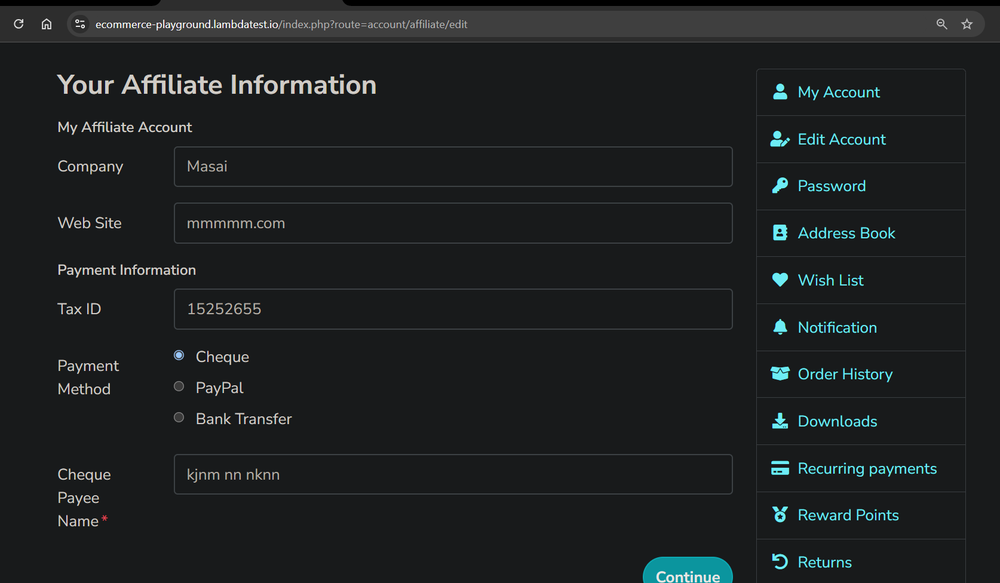 ecommerce-playground.lambdatest.io/index.php?route=account/affiliate/edit
Your Affiliate Information
My Affiliate Account
Company
Masai
Web Site
mmmmm.com
Payment Information
Tax ID
15252655
Payment
Method
Cheque
PayPal
Bank Transfer
Cheque
Payee
Name *
kjnm nn nknn
Continue
My Account
Edit Account
Password
Address Book
Wish List
Notification
Order History
Downloads
Recurring payments
Reward Points
Returns